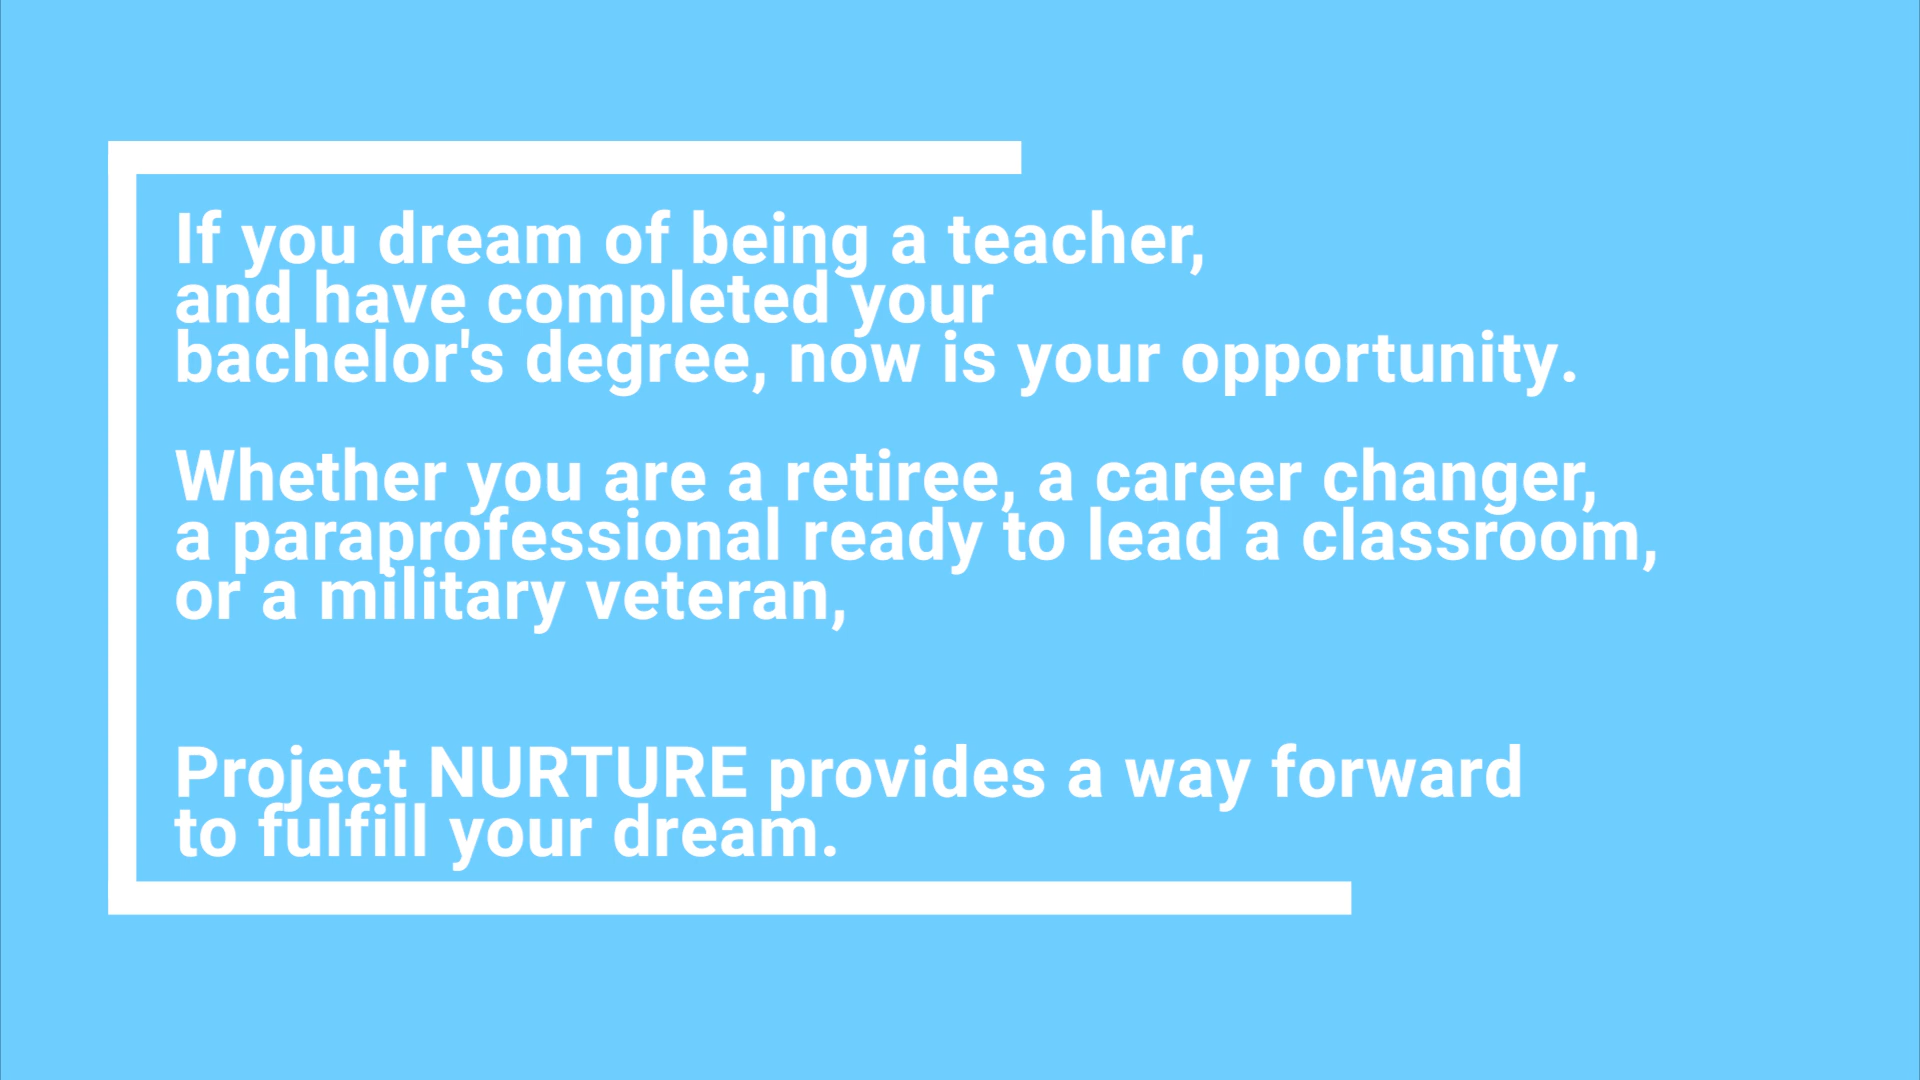 If you dream of being a teacher,
and have completed your
bachelor's degree, now is your opportunity.
Whether you are a retiree, a career changer,
a paraprofessional ready to lead a classroom,
or a military veteran,
Project NURTURE provides a way forward
to fulfill your dream.